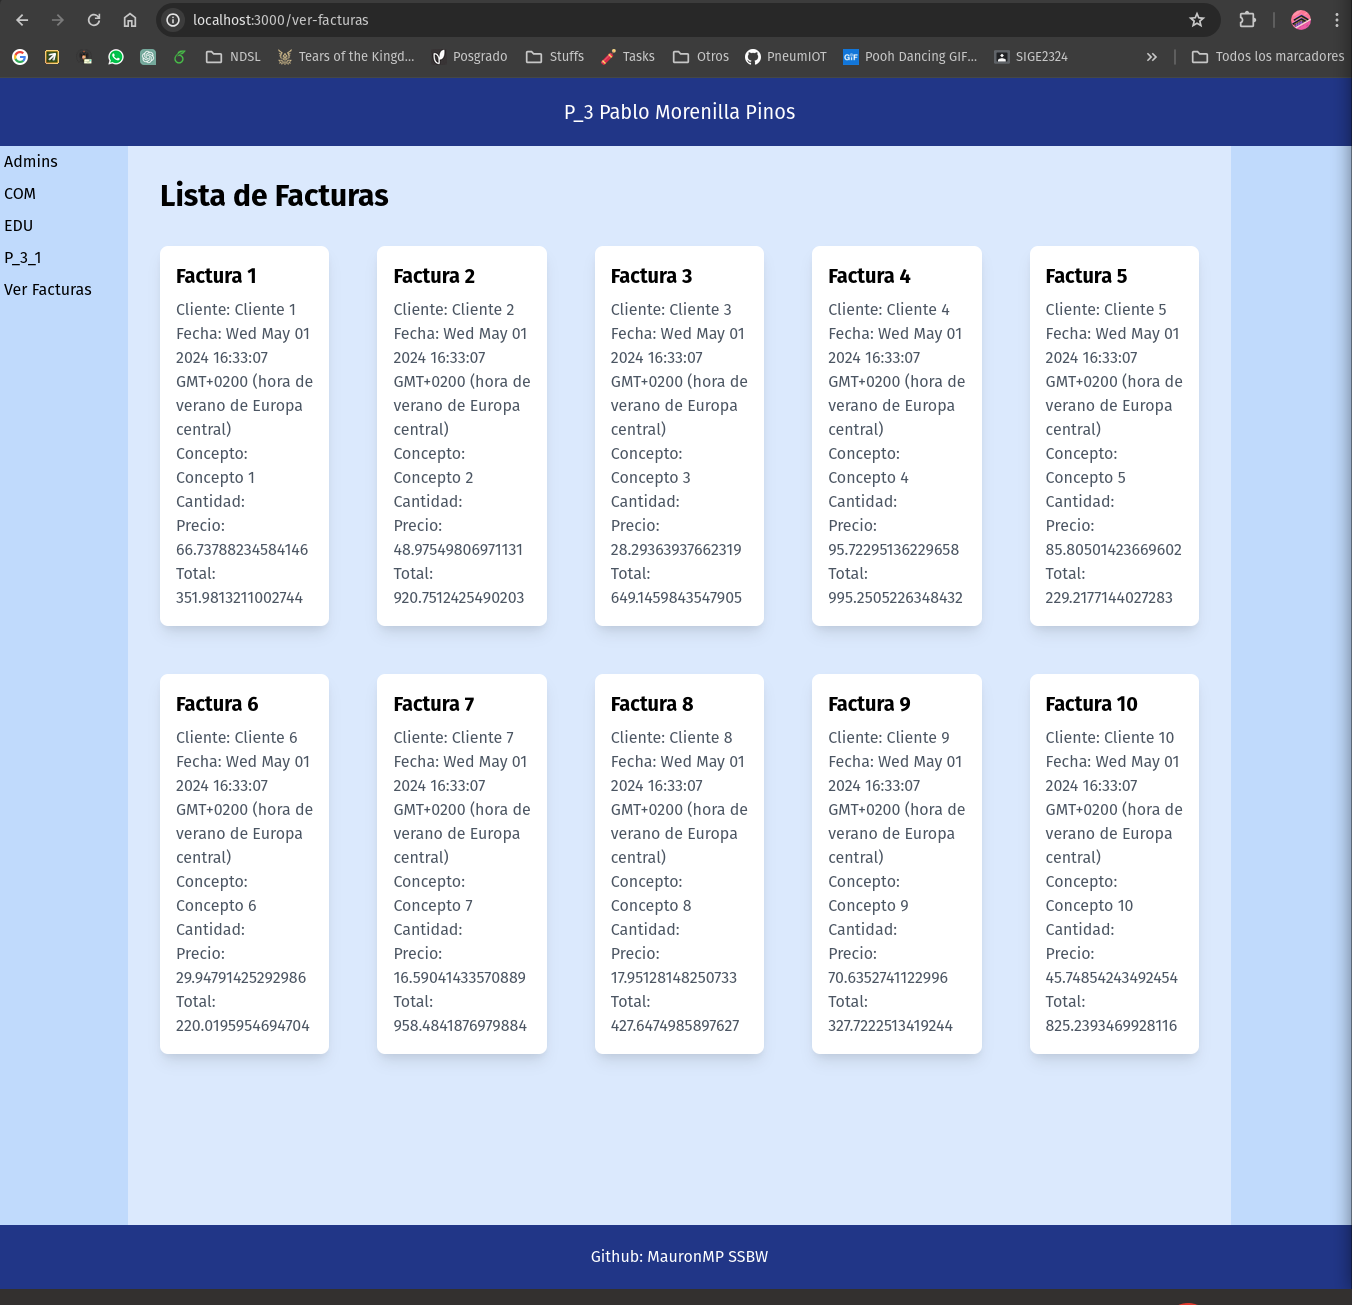 localhost:3000/ver-facturas
NDSL
Tears of the Kingd...
Posgrado
Stuffs
Tasks
Otros
PneumIOT
GIF
Pooh Dancing GIF...
SIGE2324
»
Todos los marcadores
P_3 Pablo Morenilla Pinos
Admins
COM
EDU
P_3_1
Ver Facturas
Lista de Facturas
Factura 1
Cliente: Cliente 1
Fecha: Wed May 01
2024 16:33:07
GMT+0200 (hora de
verano de Europa
central)
Concepto:
Concepto 1
Cantidad:
Precio:
66.73788234584146
Total:
351.9813211002744
Factura 2
Cliente: Cliente 2
Fecha: Wed May 01
2024 16:33:07
GMT+0200 (hora de
verano de Europa
central)
Concepto:
Concepto 2
Cantidad:
Precio:
48.97549806971131
Total:
920.7512425490203
Factura 3
Cliente: Cliente 3
Fecha: Wed May 01
2024 16:33:07
GMT+0200 (hora de
verano de Europa
central)
Concepto:
Concepto 3
Cantidad:
Precio:
28.29363937662319
Total:
649.1459843547905
Factura 4
Cliente: Cliente 4
Fecha: Wed May 01
2024 16:33:07
GMT+0200 (hora de
verano de Europa
central)
Concepto:
Concepto 4
Cantidad:
Precio:
95.72295136229658
Total:
995.2505226348432
Factura 5
Cliente: Cliente 5
Fecha: Wed May 01
2024 16:33:07
GMT+0200 (hora de
verano de Europa
central)
Concepto:
Concepto 5
Cantidad:
Precio:
85.80501423669602
Total:
229.2177144027283
Factura 6
Cliente: Cliente 6
Fecha: Wed May 01
2024 16:33:07
GMT+0200 (hora de
verano de Europa
central)
Concepto:
Concepto 6
Cantidad:
Precio:
29.94791425292986
Total:
220.0195954694704
Factura 7
Cliente: Cliente 7
Fecha: Wed May 01
2024 16:33:07
GMT+0200 (hora de
verano de Europa
central)
Concepto:
Concepto 7
Cantidad:
Precio:
16.59041433570889
Total:
958.4841876979884
Factura 8
Cliente: Cliente 8
Fecha: Wed May 01
2024 16:33:07
GMT+0200 (hora de
verano de Europa
central)
Concepto:
Concepto 8
Cantidad:
Precio:
17.95128148250733
Total:
427.6474985897627
Factura 9
Cliente: Cliente 9
Fecha: Wed May 01
2024 16:33:07
GMT+0200 (hora de
verano de Europa
central)
Concepto:
Concepto 9
Cantidad:
Precio:
70.6352741122996
Total:
327.7222513419244
Factura 10
Cliente: Cliente 10
Fecha: Wed May 01
2024 16:33:07
GMT+0200 (hora de
verano de Europa
central)
Concepto:
Concepto 10
Cantidad:
Precio:
45.74854243492454
Total:
825.2393469928116
Github: MauronMP SSBW